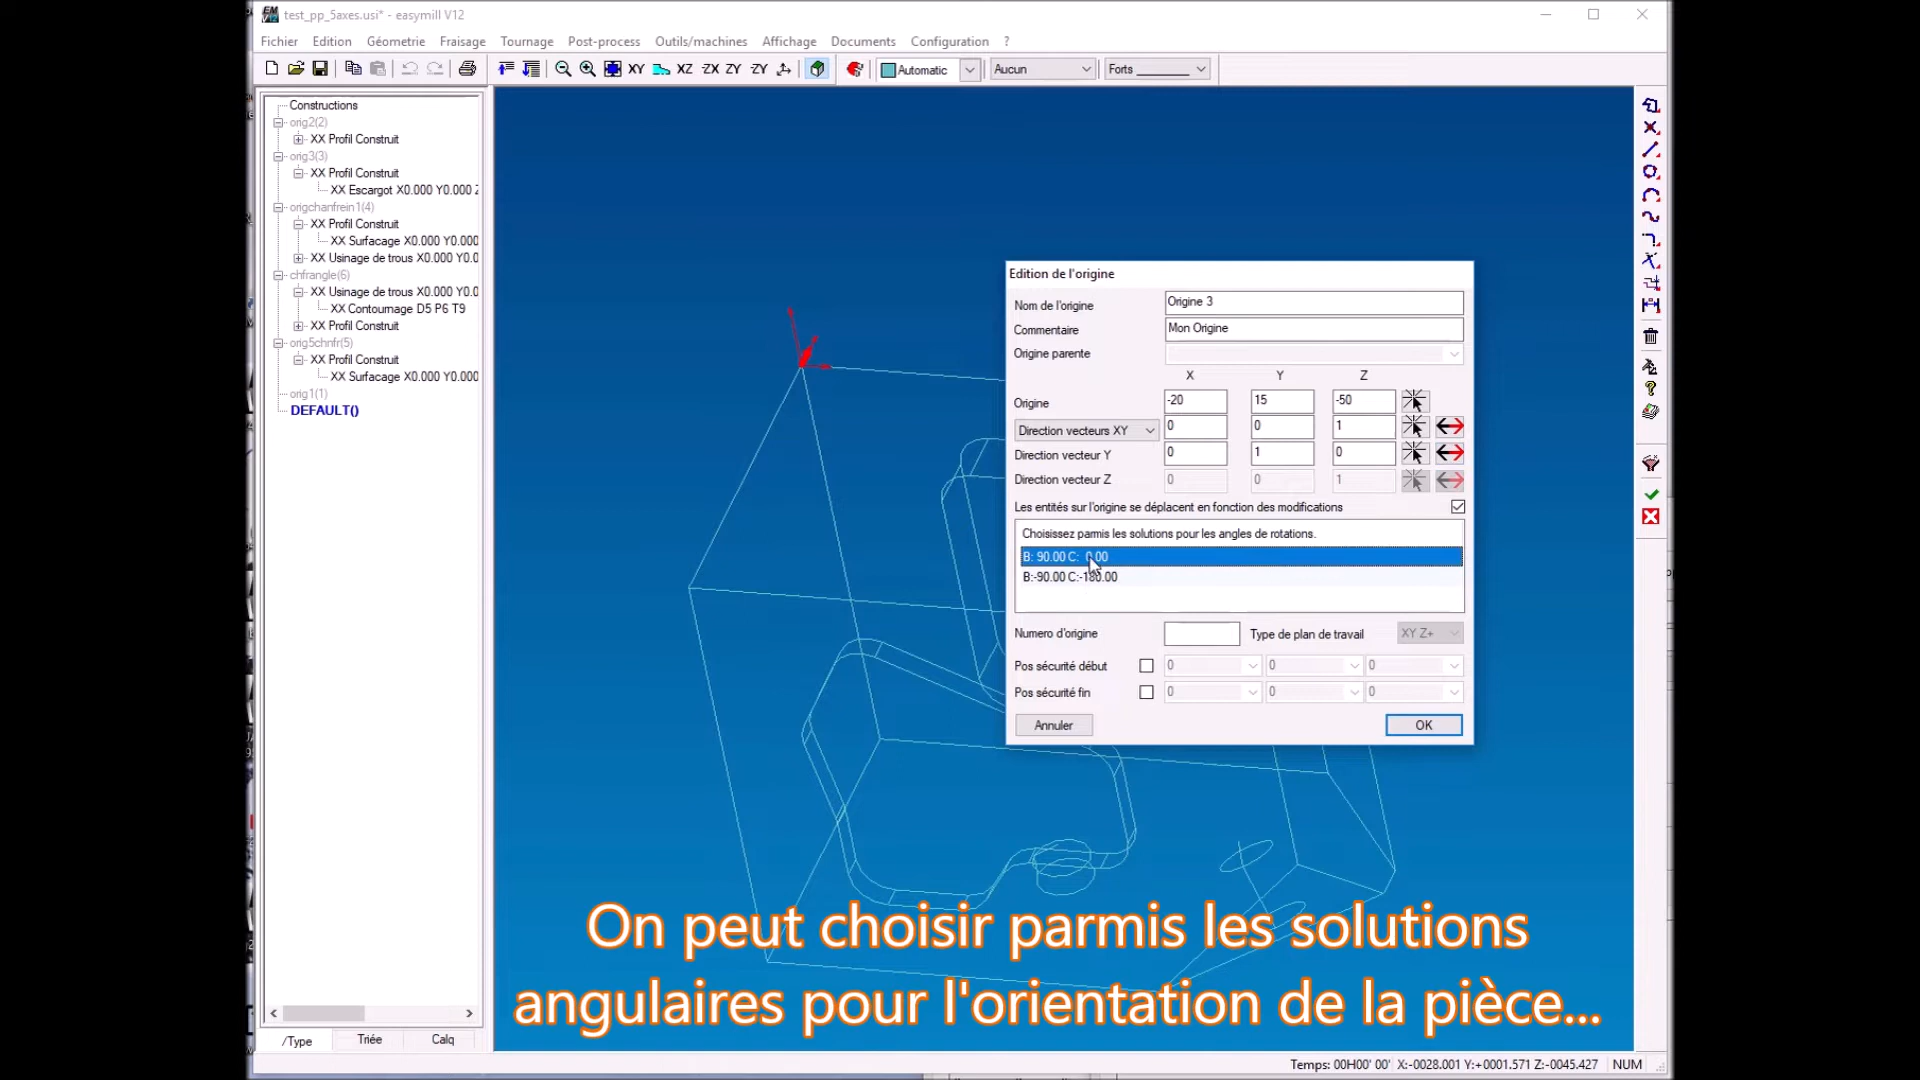 test_pp_5axes.usi* - easymill V12
Fichier Edition Géometrie Fraisage Tournage Post-process Outils/machines Affichage Documents Configuration ?
XY XZ -ZX ZY -ZY Automatic Aucun Forts
Constructions
orig2(2)
XX Profil Construit
orig3(3)
XX Profil Construit
XX Escargot X0.000 Y0.000 Z
origchanfrein1(4)
XX Profil Construit
XX Surfacage X0.000 Y0.000
XX Usinage de trous X0.000 Y0.0
chfrangle(6)
XX Usinage de trous X0.000 Y0.0
XX Contournage D5 P6 T9
XX Profil Construit
orig5chnfr(5)
XX Profil Construit
XX Surfacage X0.000 Y0.000
orig1(1)
DEFAULT()
/Type Triée Calq
Edition de l'origine
Nom de l'origine Origine 3
Commentaire Mon Origine
Origine parente
X Y Z
Origine -20 15 -50
Direction vecteurs XY 0 0 1
Direction vecteur Y 0 1 0
Direction vecteur Z 0 0 1
Les entités sur l'origine se déplacent en fonction des modifications
Choisissez parmis les solutions pour les angles de rotations.
B: 90.00 C: 0.00
B:-90.00 C:-180.00
Numero d'origine Type de plan de travail XY Z+
Pos sécurité début 0 0 0
Pos sécurité fin 0 0 0
Annuler OK
On peut choisir parmis les solutions
angulaires pour l'orientation de la pièce...
Temps: 00H00' 00' X:-0028.001 Y:+0001.571 Z:-0045.427 NUM